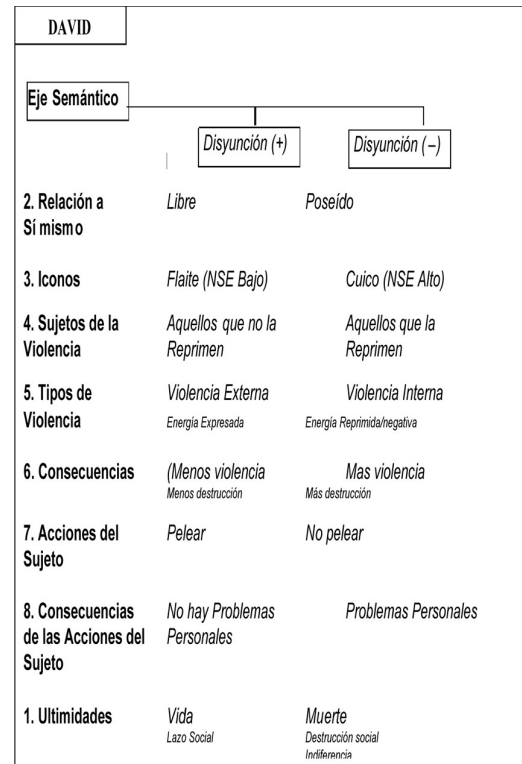 DAVID
Eje Semántico
Disyunción (+) Disyunción (–)
2. Relación a Libre Poseído
Sí mismo
3. Iconos Flaite (NSE Bajo) Cuico (NSE Alto)
4. Sujetos de la Aquellos que no la Aquellos que la
Violencia Reprimen Reprimen
5. Tipos de Violencia Externa Violencia Interna
Violencia Energía Expresada Energía Reprimida/negativa
6. Consecuencias (Menos violencia Mas violencia
Menos destrucción Más destrucción
7. Acciones del Pelear No pelear
Sujeto
8. Consecuencias No hay Problemas Problemas Personales
de las Acciones del Personales
Sujeto
1. Ultimidades Vida Muerte
Lazo Social Destrucción social
Indiferencia